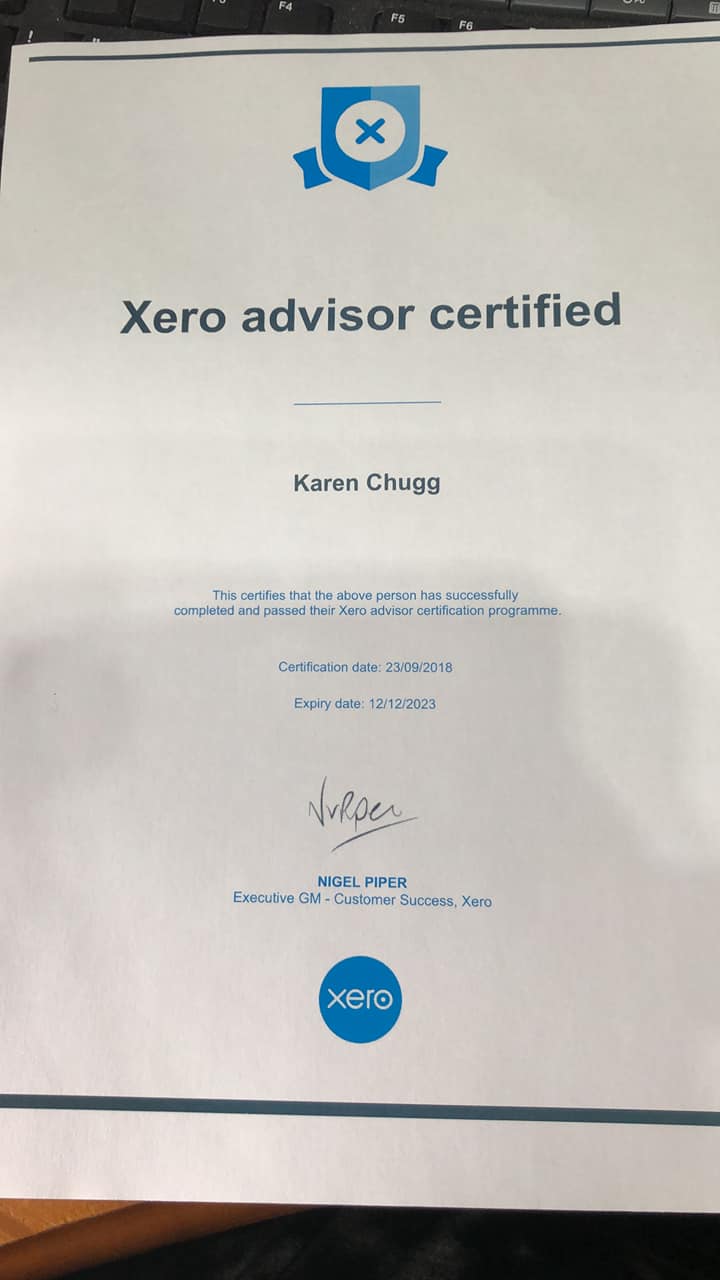 F4
F5
F6
!
"
Xero advisor certified
Karen Chugg
This certifies that the above person has successfully
completed and passed their Xero advisor certification programme.
Certification date: 23/09/2018
Expiry date: 12/12/2023
NIGEL PIPER
Executive GM - Customer Success, Xero
xero